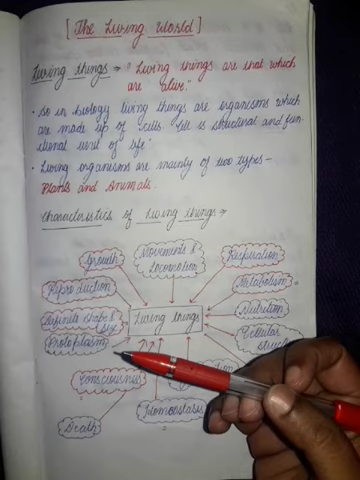 [ The Living World ]
Living things → "Living things are that which
are alive."
• So in biology living things are organisms which
are made up of cells. Cell is structural and fun-
ctional unit of life.
• Living organisms are mainly of two types-
Plants and Animals.
Characteristics of Living things →
Growth
Movements &
Locomotion
Respiration
Reproduction
Metabolism
Definite shape &
size
Living things
Nutrition
Protoplasm
Cellular
Consciousness
Homoestasis
Death